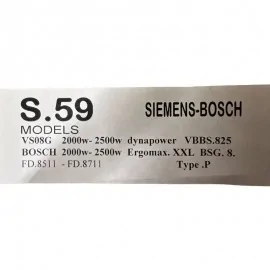 S.59 SIEMENS-BOSCH
MODELS
VS08G 2000w- 2500w dynapower VBBS.825
BOSCH 2000w- 2500w Ergomax. XXL BSG. 8.
FD.8511 - FD.8711 Type .P